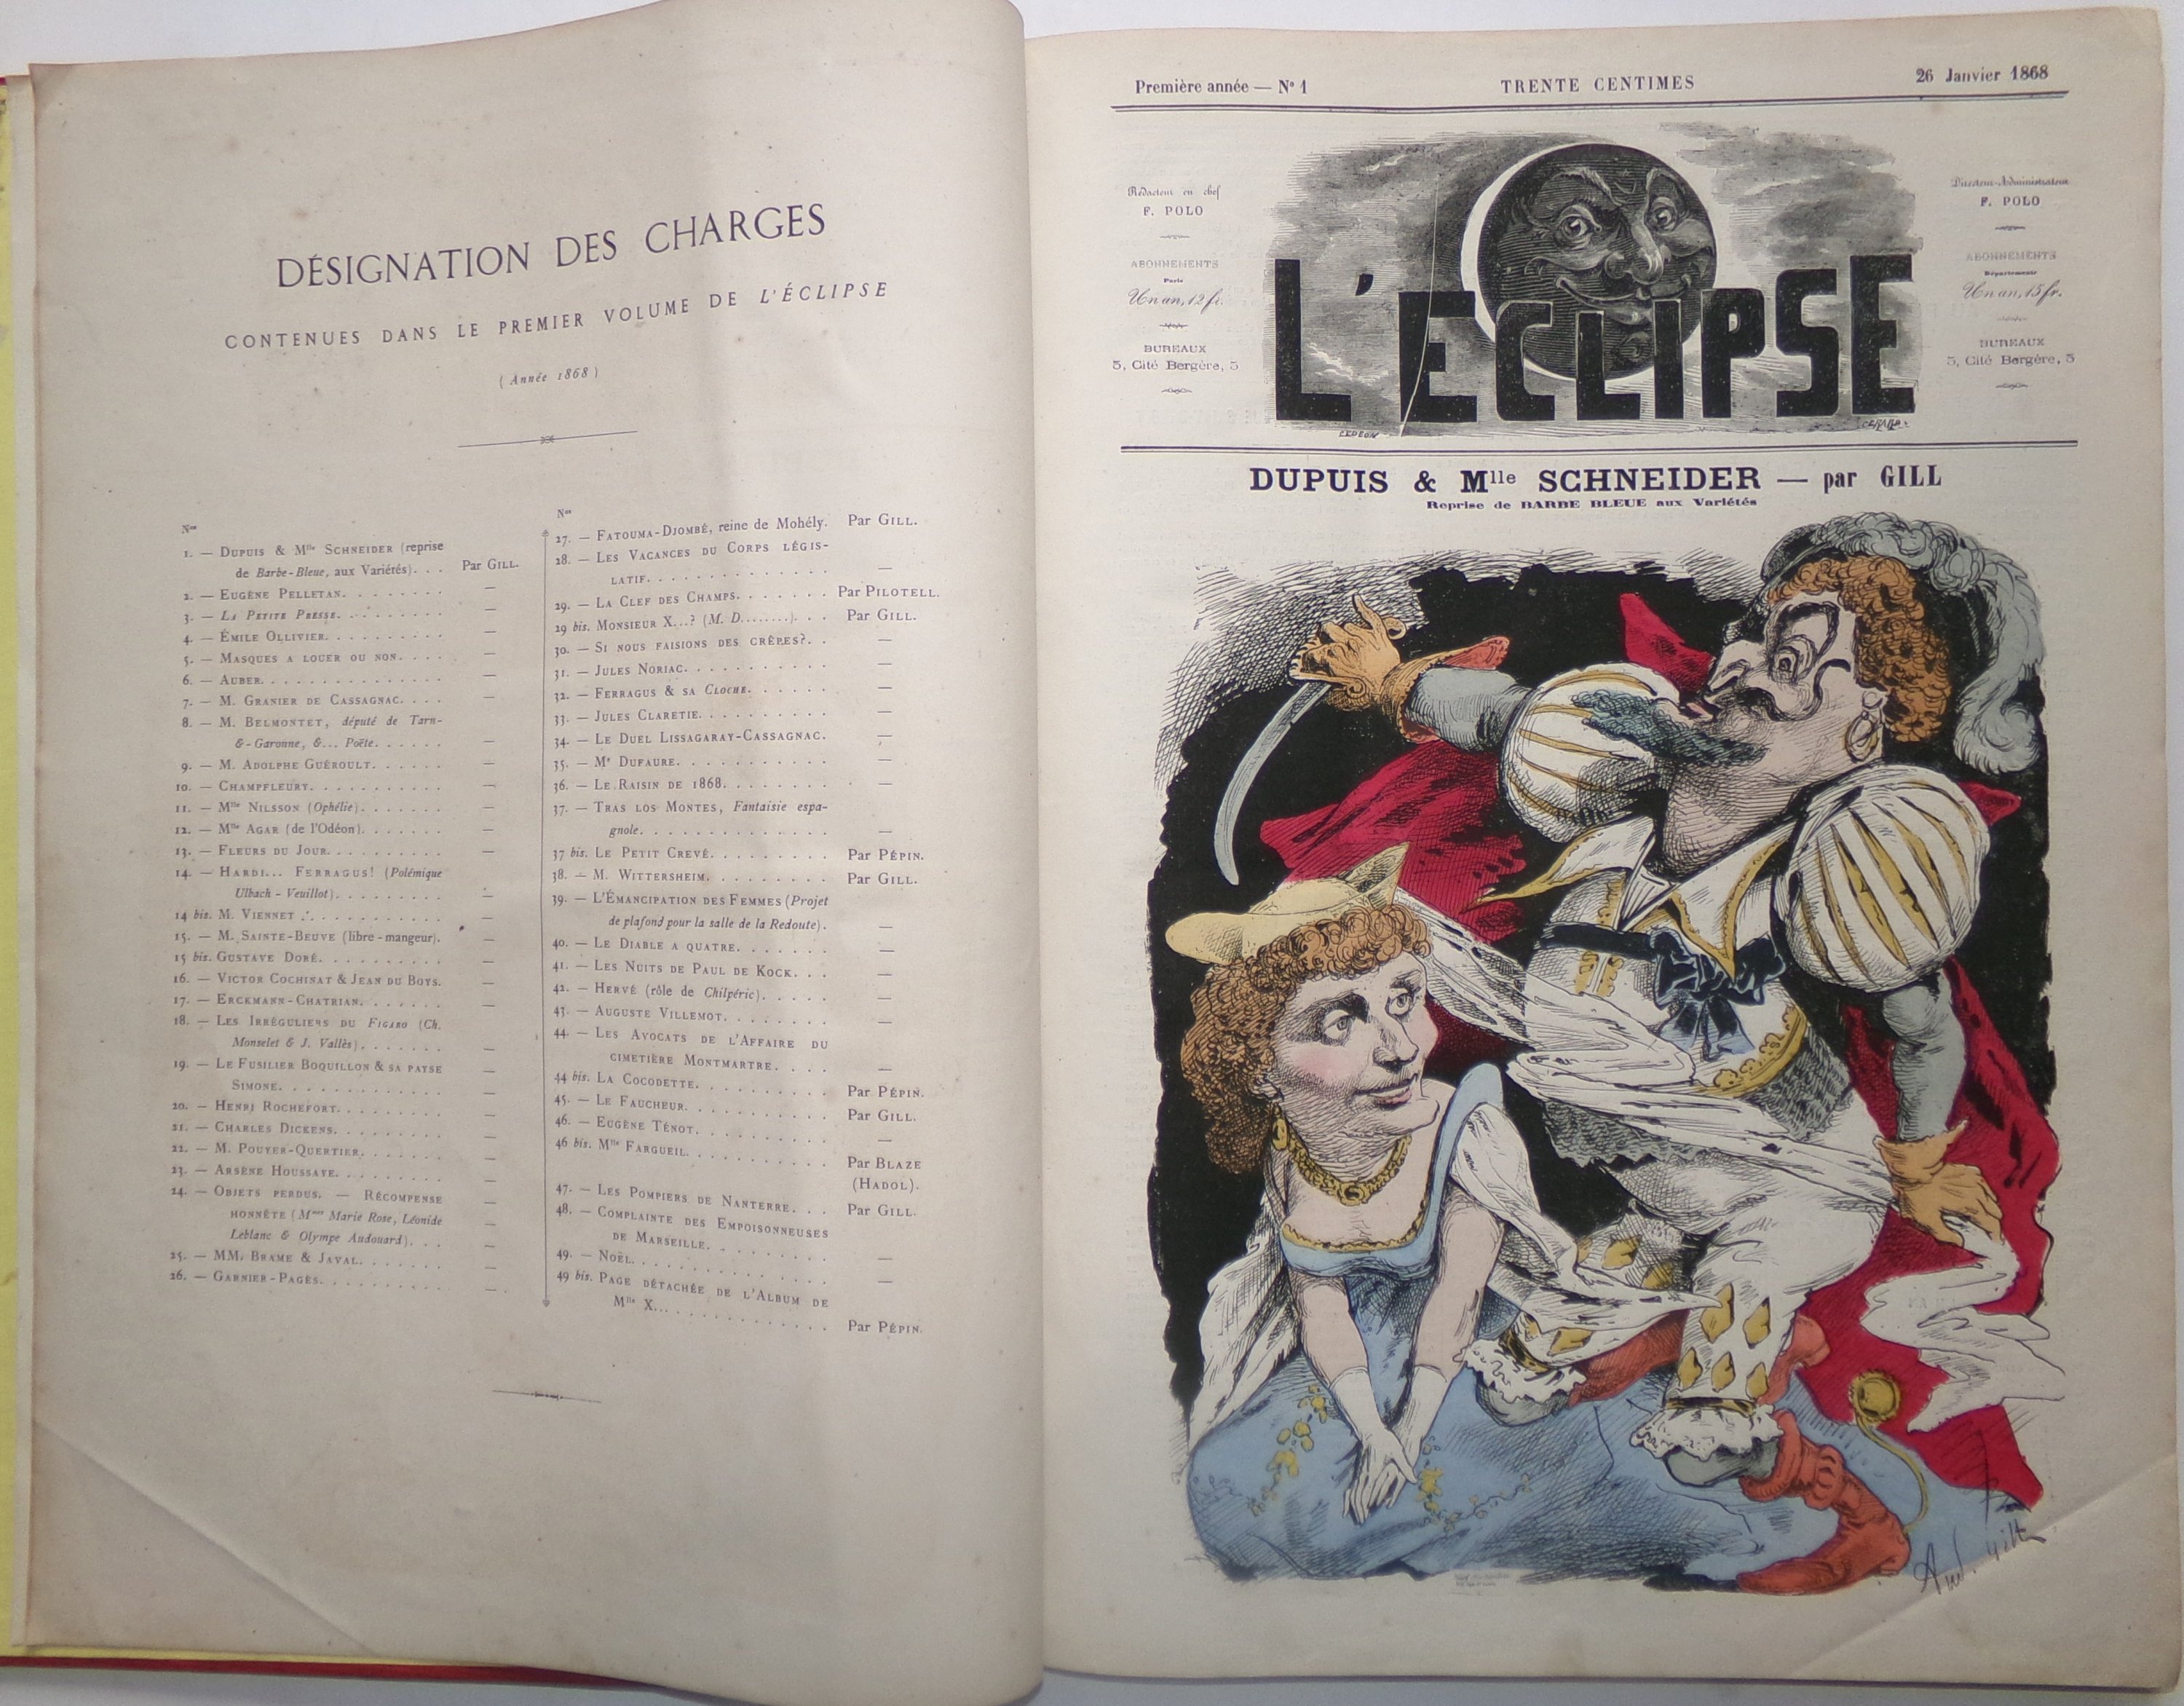 DÉSIGNATION DES CHARGES
CONTENUES DANS LE PREMIER VOLUME DE L'ÉCLIPSE
(Année 1868)
Nos
1. — DUPUIS & Mlle SCHNEIDER (reprise
de Barbe-Bleue, aux Variétés). . . Par GILL.
2. — EUGÈNE PELLETAN. . . . . . . . —
3. — LA PETITE PRESSE. . . . . . . . —
4. — ÉMILE OLLIVIER. . . . . . . . . —
5. — MASQUES A LOUER OU NON. . . . —
6. — AUBER. . . . . . . . . . . . . —
7. — M. GRANIER DE CASSAGNAC. . . . —
8. — M. BELMONTET, député de Tarn-
&-Garonne, &... Poëte. . . . . . —
9. — M. ADOLPHE GUÉROULT. . . . . . —
10. — CHAMPFLEURY. . . . . . . . . . —
11. — Mlle NILSSON (Ophélie). . . . . . —
12. — Mlle AGAR (de l'Odéon). . . . . . —
13. — FLEURS DU JOUR. . . . . . . . . —
14. — HARDI... FERRAGUS! (Polémique
Ulbach - Veuillot). . . . . . . . . —
14 bis. M. VIENNET ∴. . . . . . . . . —
15. — M. SAINTE-BEUVE (libre-mangeur). —
15 bis. GUSTAVE DORÉ. . . . . . . . . —
16. — VICTOR COCHINAT & JEAN DU BOYS. —
17. — ERCKMANN-CHATRIAN. . . . . . . —
18. — LES IRRÉGULIERS DU FIGARO (Ch.
Monselet & J. Vallès). . . . . . . —
19. — LE FUSILIER BOQUILLON & SA PAYSE
SIMONE. . . . . . . . . . . . —
20. — HENRI ROCHEFORT. . . . . . . . —
21. — CHARLES DICKENS. . . . . . . . —
22. — M. POUYER-QUERTIER. . . . . . . —
23. — ARSÈNE HOUSSAYE. . . . . . . . —
24. — OBJETS PERDUS. — RÉCOMPENSE
HONNÊTE (Mmes Marie Rose, Léonide
Leblanc & Olympe Audouard). . . —
25. — MM. BRAME & JAVAL. . . . . . . —
26. — GARNIER-PAGÈS. . . . . . . . . —
Nos
27. — FATOUMA-DJOMBÉ, reine de Mohély. Par GILL.
28. — LES VACANCES DU CORPS LÉGIS-
LATIF. . . . . . . . . . . . . —
29. — LA CLEF DES CHAMPS. . . . . . . Par PILOTELL.
29 bis. MONSIEUR X...? (M. D........). . . Par GILL.
30. — SI NOUS FAISIONS DES CRÊPES?. . —
31. — JULES NORIAC. . . . . . . . . . —
32. — FERRAGUS & SA CLOCHE. . . . . . —
33. — JULES CLARETIE. . . . . . . . . —
34. — LE DUEL LISSAGARAY-CASSAGNAC. —
35. — Me DUFAURE. . . . . . . . . . . —
36. — LE RAISIN DE 1868. . . . . . . . —
37. — TRAS LOS MONTES, Fantaisie espa-
gnole. . . . . . . . . . . . . —
37 bis. LE PETIT CREVÉ. . . . . . . . . Par PÉPIN.
38. — M. WITTERSHEIM. . . . . . . . . Par GILL.
39. — L'ÉMANCIPATION DES FEMMES (Projet
de plafond pour la salle de la Redoute). —
40. — LE DIABLE A QUATRE. . . . . . . —
41. — LES NUITS DE PAUL DE KOCK. . . —
42. — HERVÉ (rôle de Chilpéric). . . . . —
43. — AUGUSTE VILLEMOT. . . . . . . . —
44. — LES AVOCATS DE L'AFFAIRE DU
CIMETIÈRE MONTMARTRE. . . . —
44 bis. LA COCODETTE. . . . . . . . . Par PÉPIN.
45. — LE FAUCHEUR. . . . . . . . . . Par GILL.
46. — EUGÈNE TÉNOT. . . . . . . . . . —
46 bis. Mlle FARGUEIL. . . . . . . . . . Par BLAZE
(HADOL).
47. — LES POMPIERS DE NANTERRE. . . Par GILL.
48. — COMPLAINTE DES EMPOISONNEUSES
DE MARSEILLE. . . . . . . . . —
49. — NOËL. . . . . . . . . . . . . —
49 bis. PAGE DÉTACHÉE DE L'ALBUM DE
Mlle X... . . . . . . . . . . . Par PÉPIN.
Première année — No 1 TRENTE CENTIMES 26 Janvier 1868
Rédacteur en chef
F. POLO
ABONNEMENTS
Paris
Un an, 12 fr.
BUREAUX
5, Cité Bergère, 5
L'ECLIPSE
Directeur-Administrateur
F. POLO
ABONNEMENTS
Départements
Un an, 15 fr.
BUREAUX
5, Cité Bergère, 5
DUPUIS & Mlle SCHNEIDER — par GILL
Reprise de BARBE BLEUE aux Variétés
And. Gill